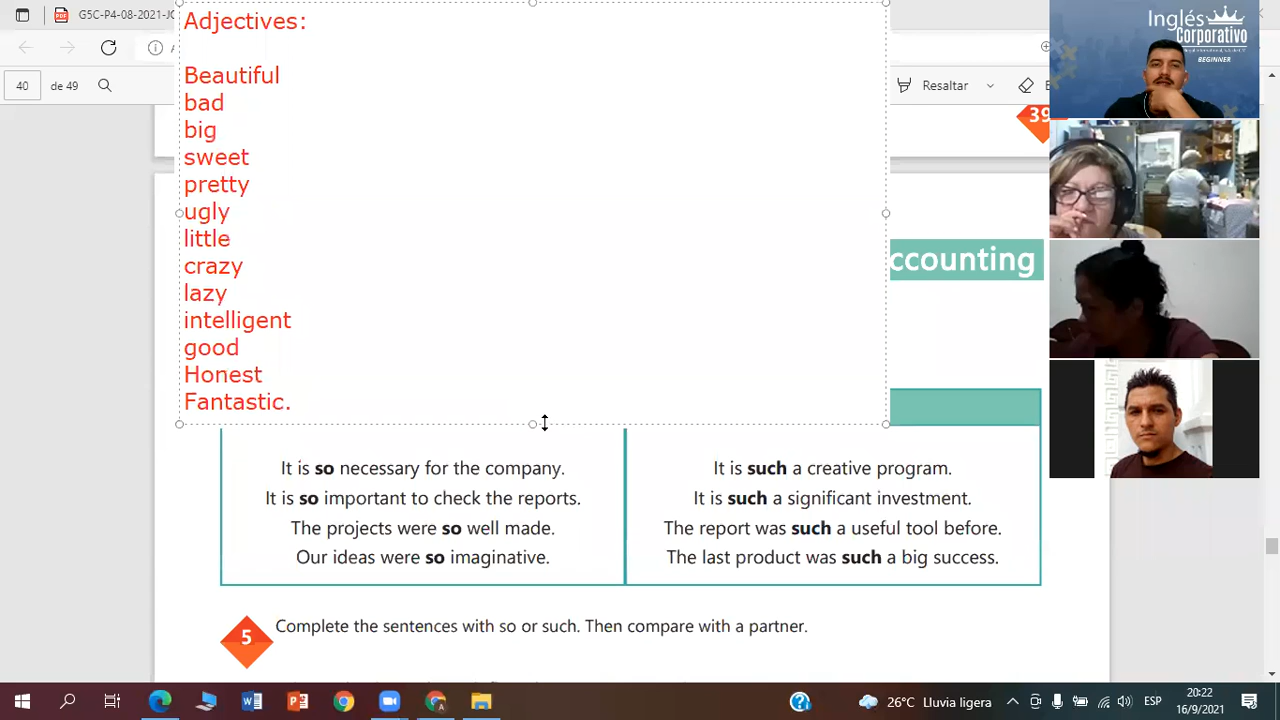 G5C-P4-08-2021-J
Adjectives:
Beautiful
bad
big
sweet
pretty
ugly
little
crazy
lazy
intelligent
good
Honest
Fantastic.
40 de 49
Resaltar
39
ccounting
It is so necessary for the company.
It is so important to check the reports.
The projects were so well made.
Our ideas were so imaginative.
It is such a creative program.
It is such a significant investment.
The report was such a useful tool before.
The last product was such a big success.
5
Complete the sentences with so or such. Then compare with a partner.
Inglés
Corporativo
BEGINNER
26°C Lluvia ligera
ESP
20:22
16/9/2021